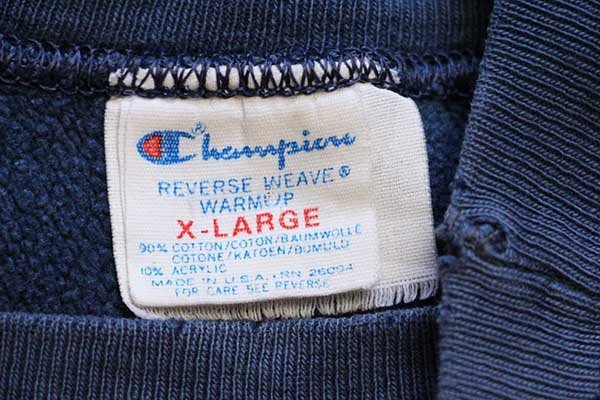 Champion®
REVERSE WEAVE®
WARM/P
X-LARGE
90% COTTON/COTON/BAUMWOLLE
COTONE/KATOEN/BOMULD
10% ACRYLIC
MADE IN U.S.A. RN 26094
FOR CARE SEE REVERSE